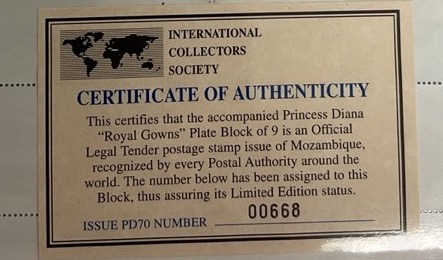 INTERNATIONAL
COLLECTORS
SOCIETY
CERTIFICATE OF AUTHENTICITY
This certifies that the accompanied Princess Diana
"Royal Gowns" Plate Block of 9 is an Official
Legal Tender postage stamp issue of Mozambique,
recognized by every Postal Authority around the
world. The number below has been assigned to this
Block, thus assuring its Limited Edition status.
ISSUE PD70 NUMBER 00668